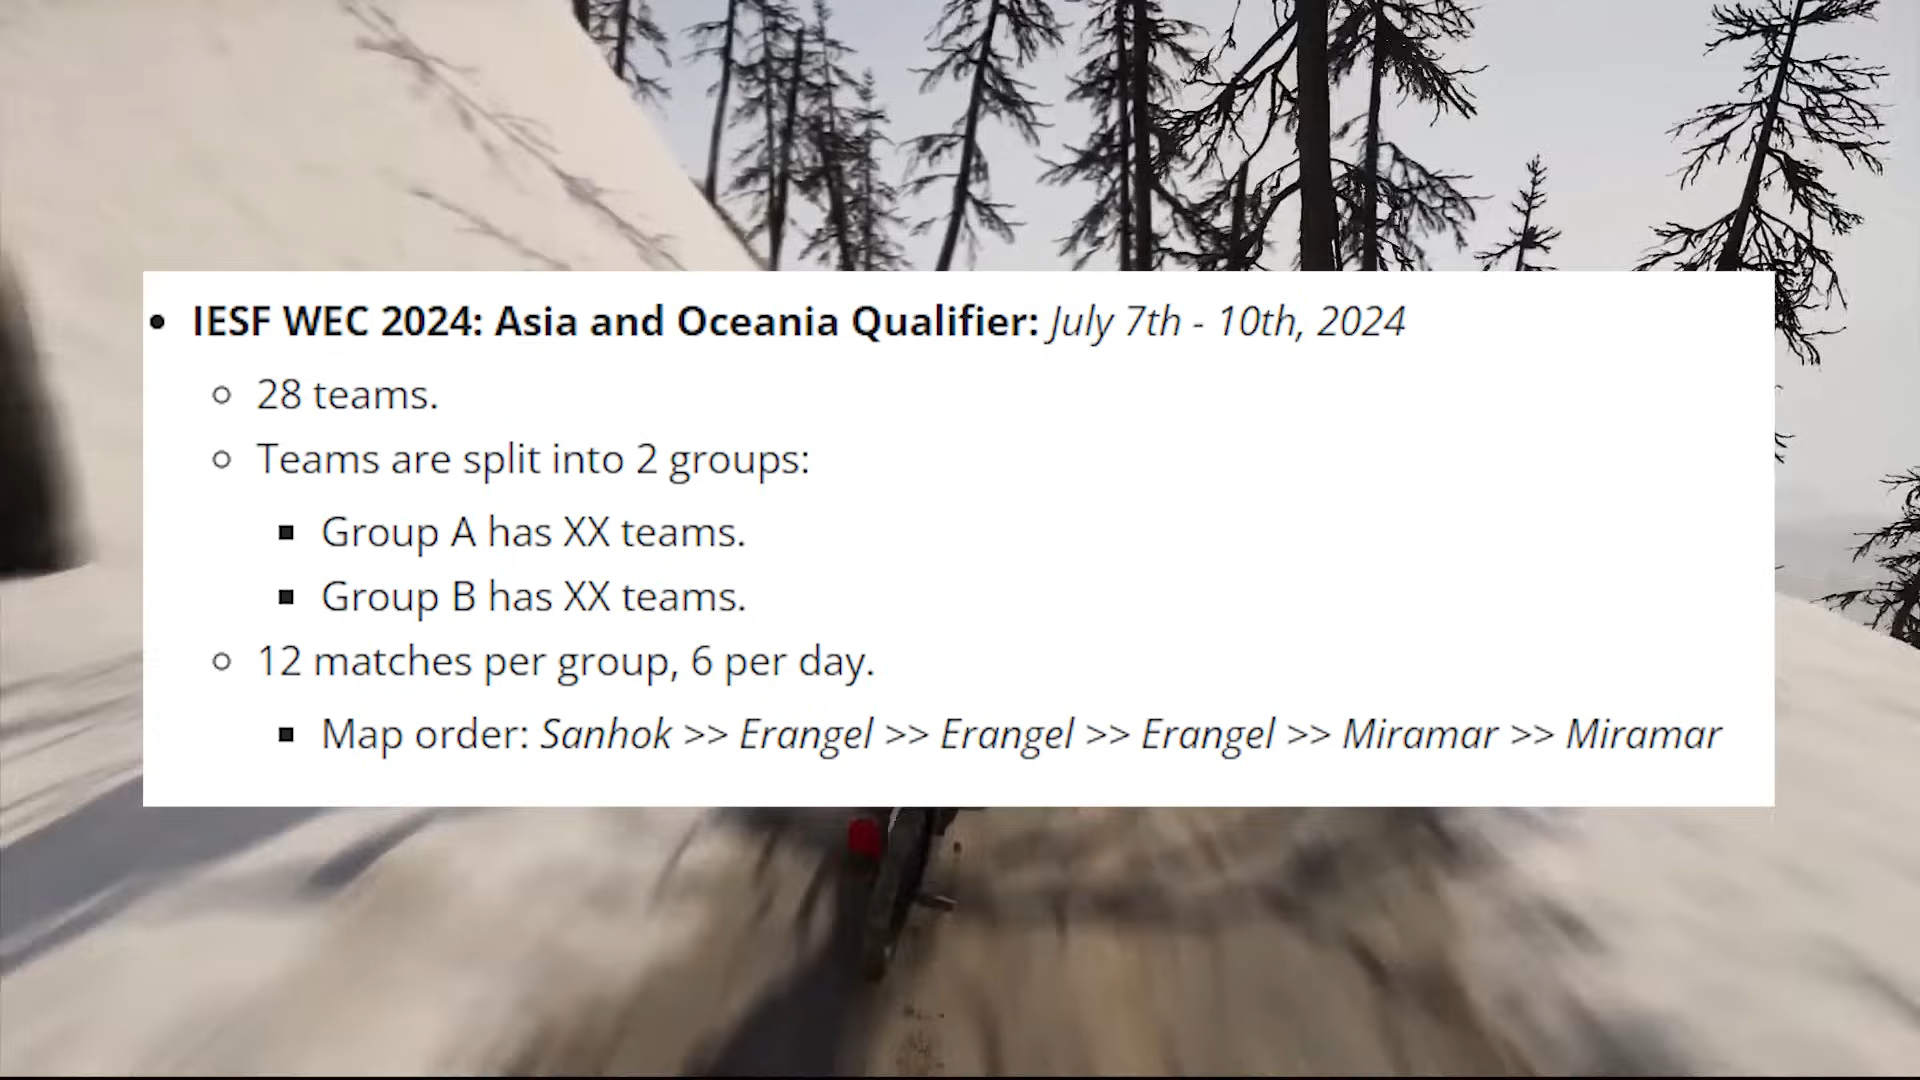 • IESF WEC 2024: Asia and Oceania Qualifier: July 7th - 10th, 2024
○ 28 teams.
○ Teams are split into 2 groups:
■ Group A has XX teams.
■ Group B has XX teams.
○ 12 matches per group, 6 per day.
■ Map order: Sanhok >> Erangel >> Erangel >> Erangel >> Miramar >> Miramar